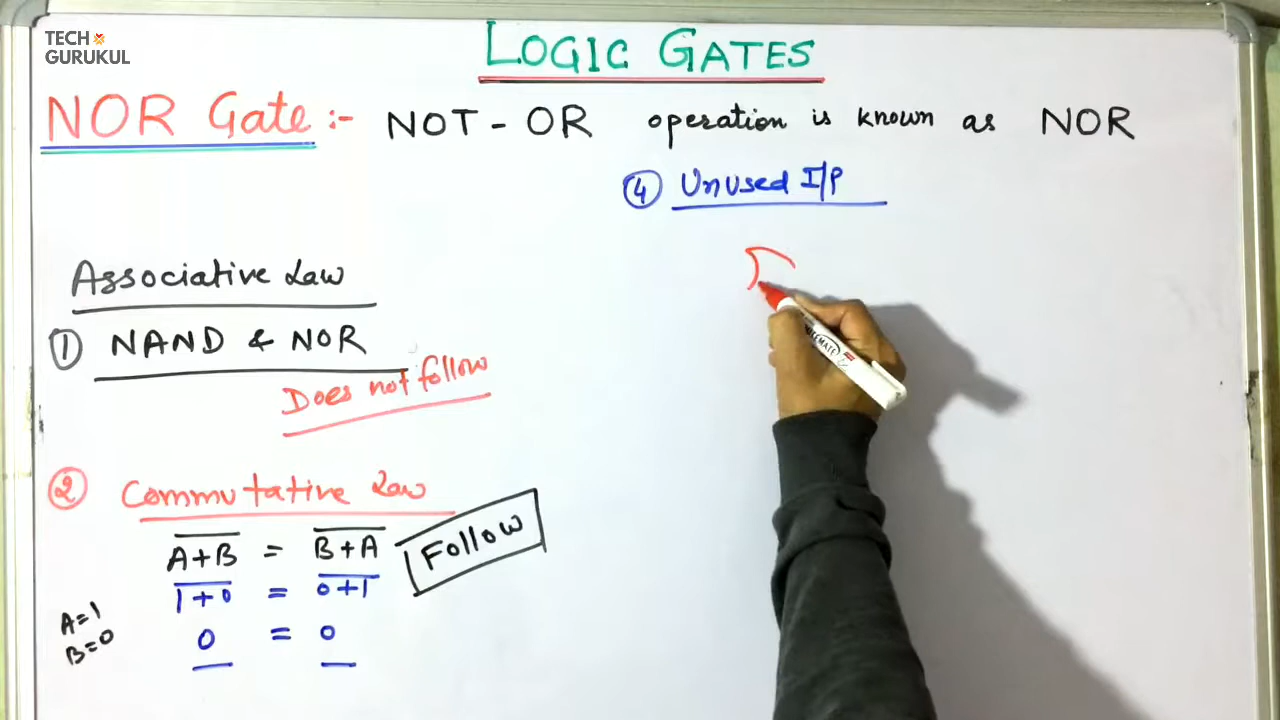 TECH
GURUKUL
LOGIC GATES
NOR Gate :- NOT - OR operation is known as NOR
Associative Law
① NAND & NOR
Does not follow
② Commutative Law
A̅+̅B̅ = B̅+̅A̅
1̅+̅0̅ = 0̅+̅1̅
0 = 0
A=1
B=0
Follow
④ Unused I/P